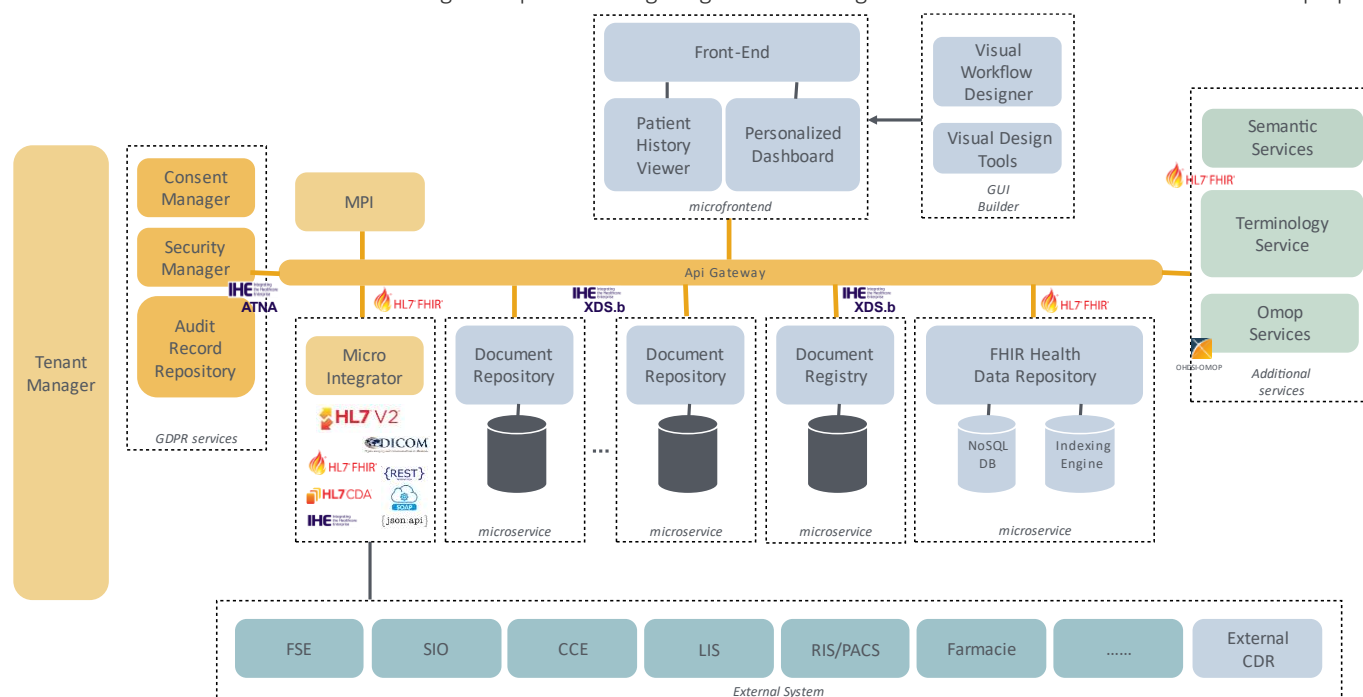 Front-End
Visual
Workflow
Designer
Patient
History
Viewer
Personalized
Dashboard
Visual Design
Tools
GUI
Builder
microfrontend
Semantic
Services
HL7 FHIR
Terminology
Service
Omop
Services
OHDSI-OMOP
Additional
services
Tenant
Manager
Consent
Manager
Security
Manager
Audit
Record
Repository
GDPR services
IHE
ATNA
MPI
Api Gateway
HL7 FHIR
IHE
XDS.b
IHE
XDS.b
HL7 FHIR
Micro
Integrator
HL7 V2
DICOM
HL7 FHIR
{REST}
HL7 CDA
SOAP
IHE
{json:api}
Document
Repository
microservice
...
Document
Repository
microservice
Document
Registry
microservice
FHIR Health
Data Repository
NoSQL
DB
Indexing
Engine
microservice
FSE
SIO
CCE
LIS
RIS/PACS
Farmacie
......
External
CDR
External System